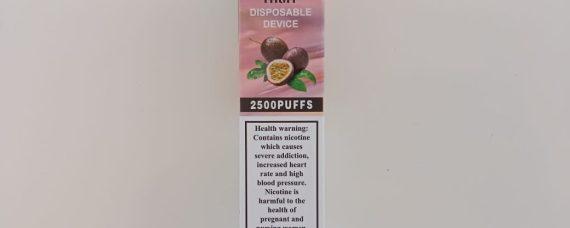 DISPOSABLE
DEVICE
2500PUFFS
Health warning:
Contains nicotine
which causes
severe addiction,
increased heart
rate and high
blood pressure.
Nicotine is
harmful to the
health of
pregnant and